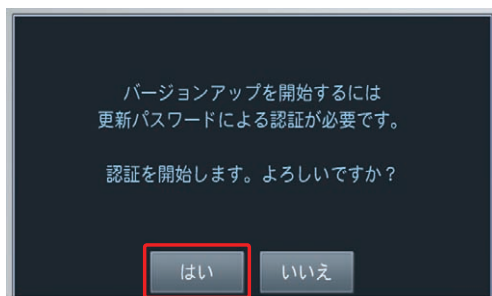 バージョンアップを開始するには
更新パスワードによる認証が必要です。
認証を開始します。よろしいですか？
はい
いいえ